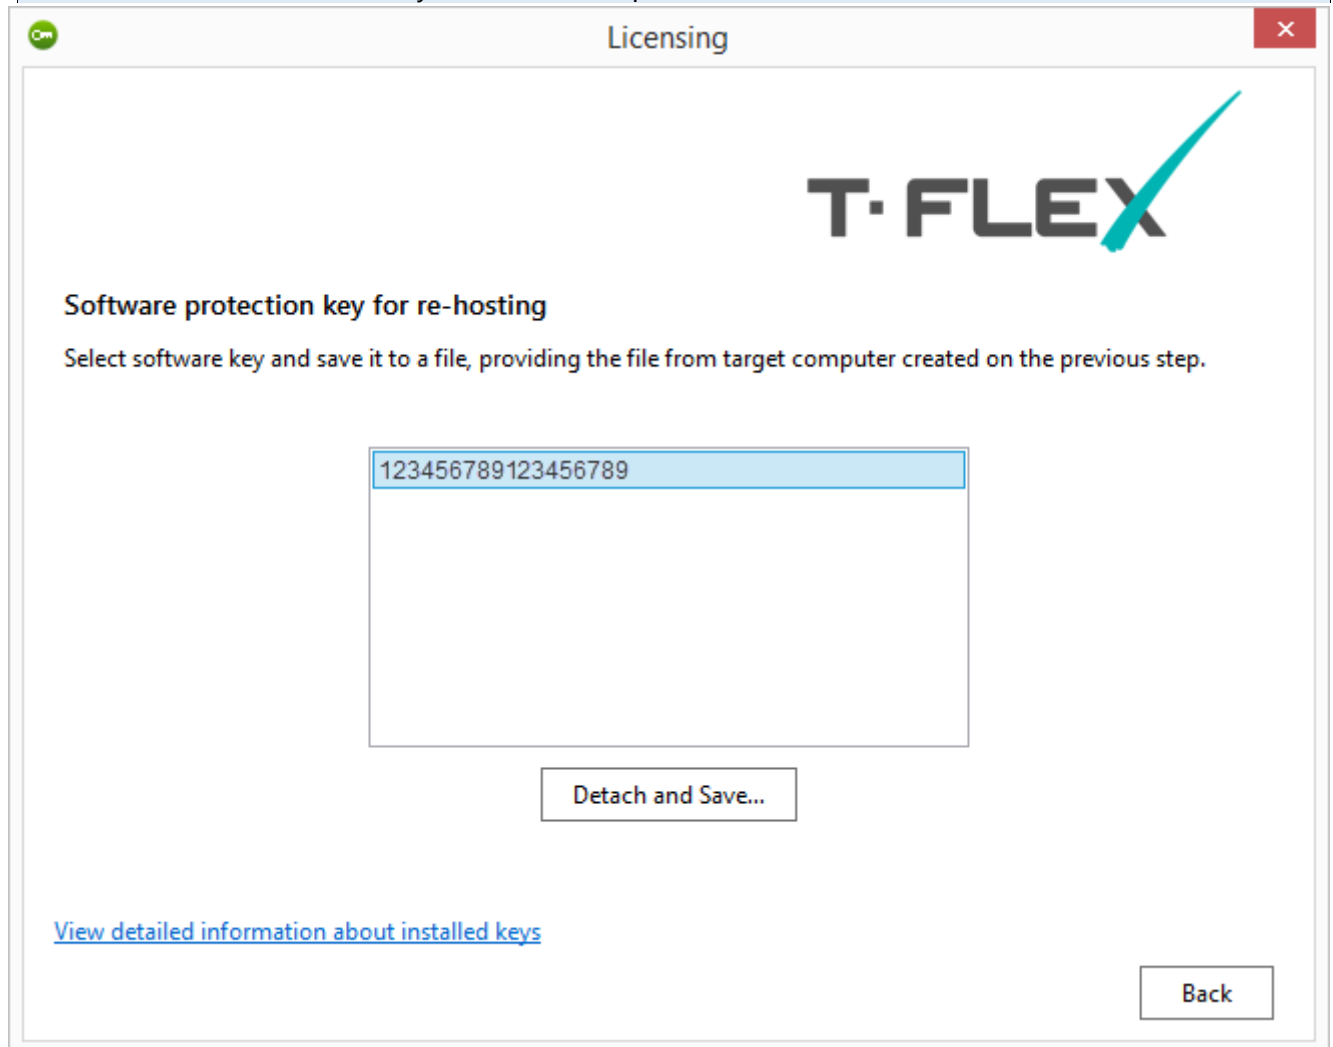 Licensing
T-FLEX
Software protection key for re-hosting
Select software key and save it to a file, providing the file from target computer created on the previous step.
123456789123456789
Detach and Save...
View detailed information about installed keys
Back